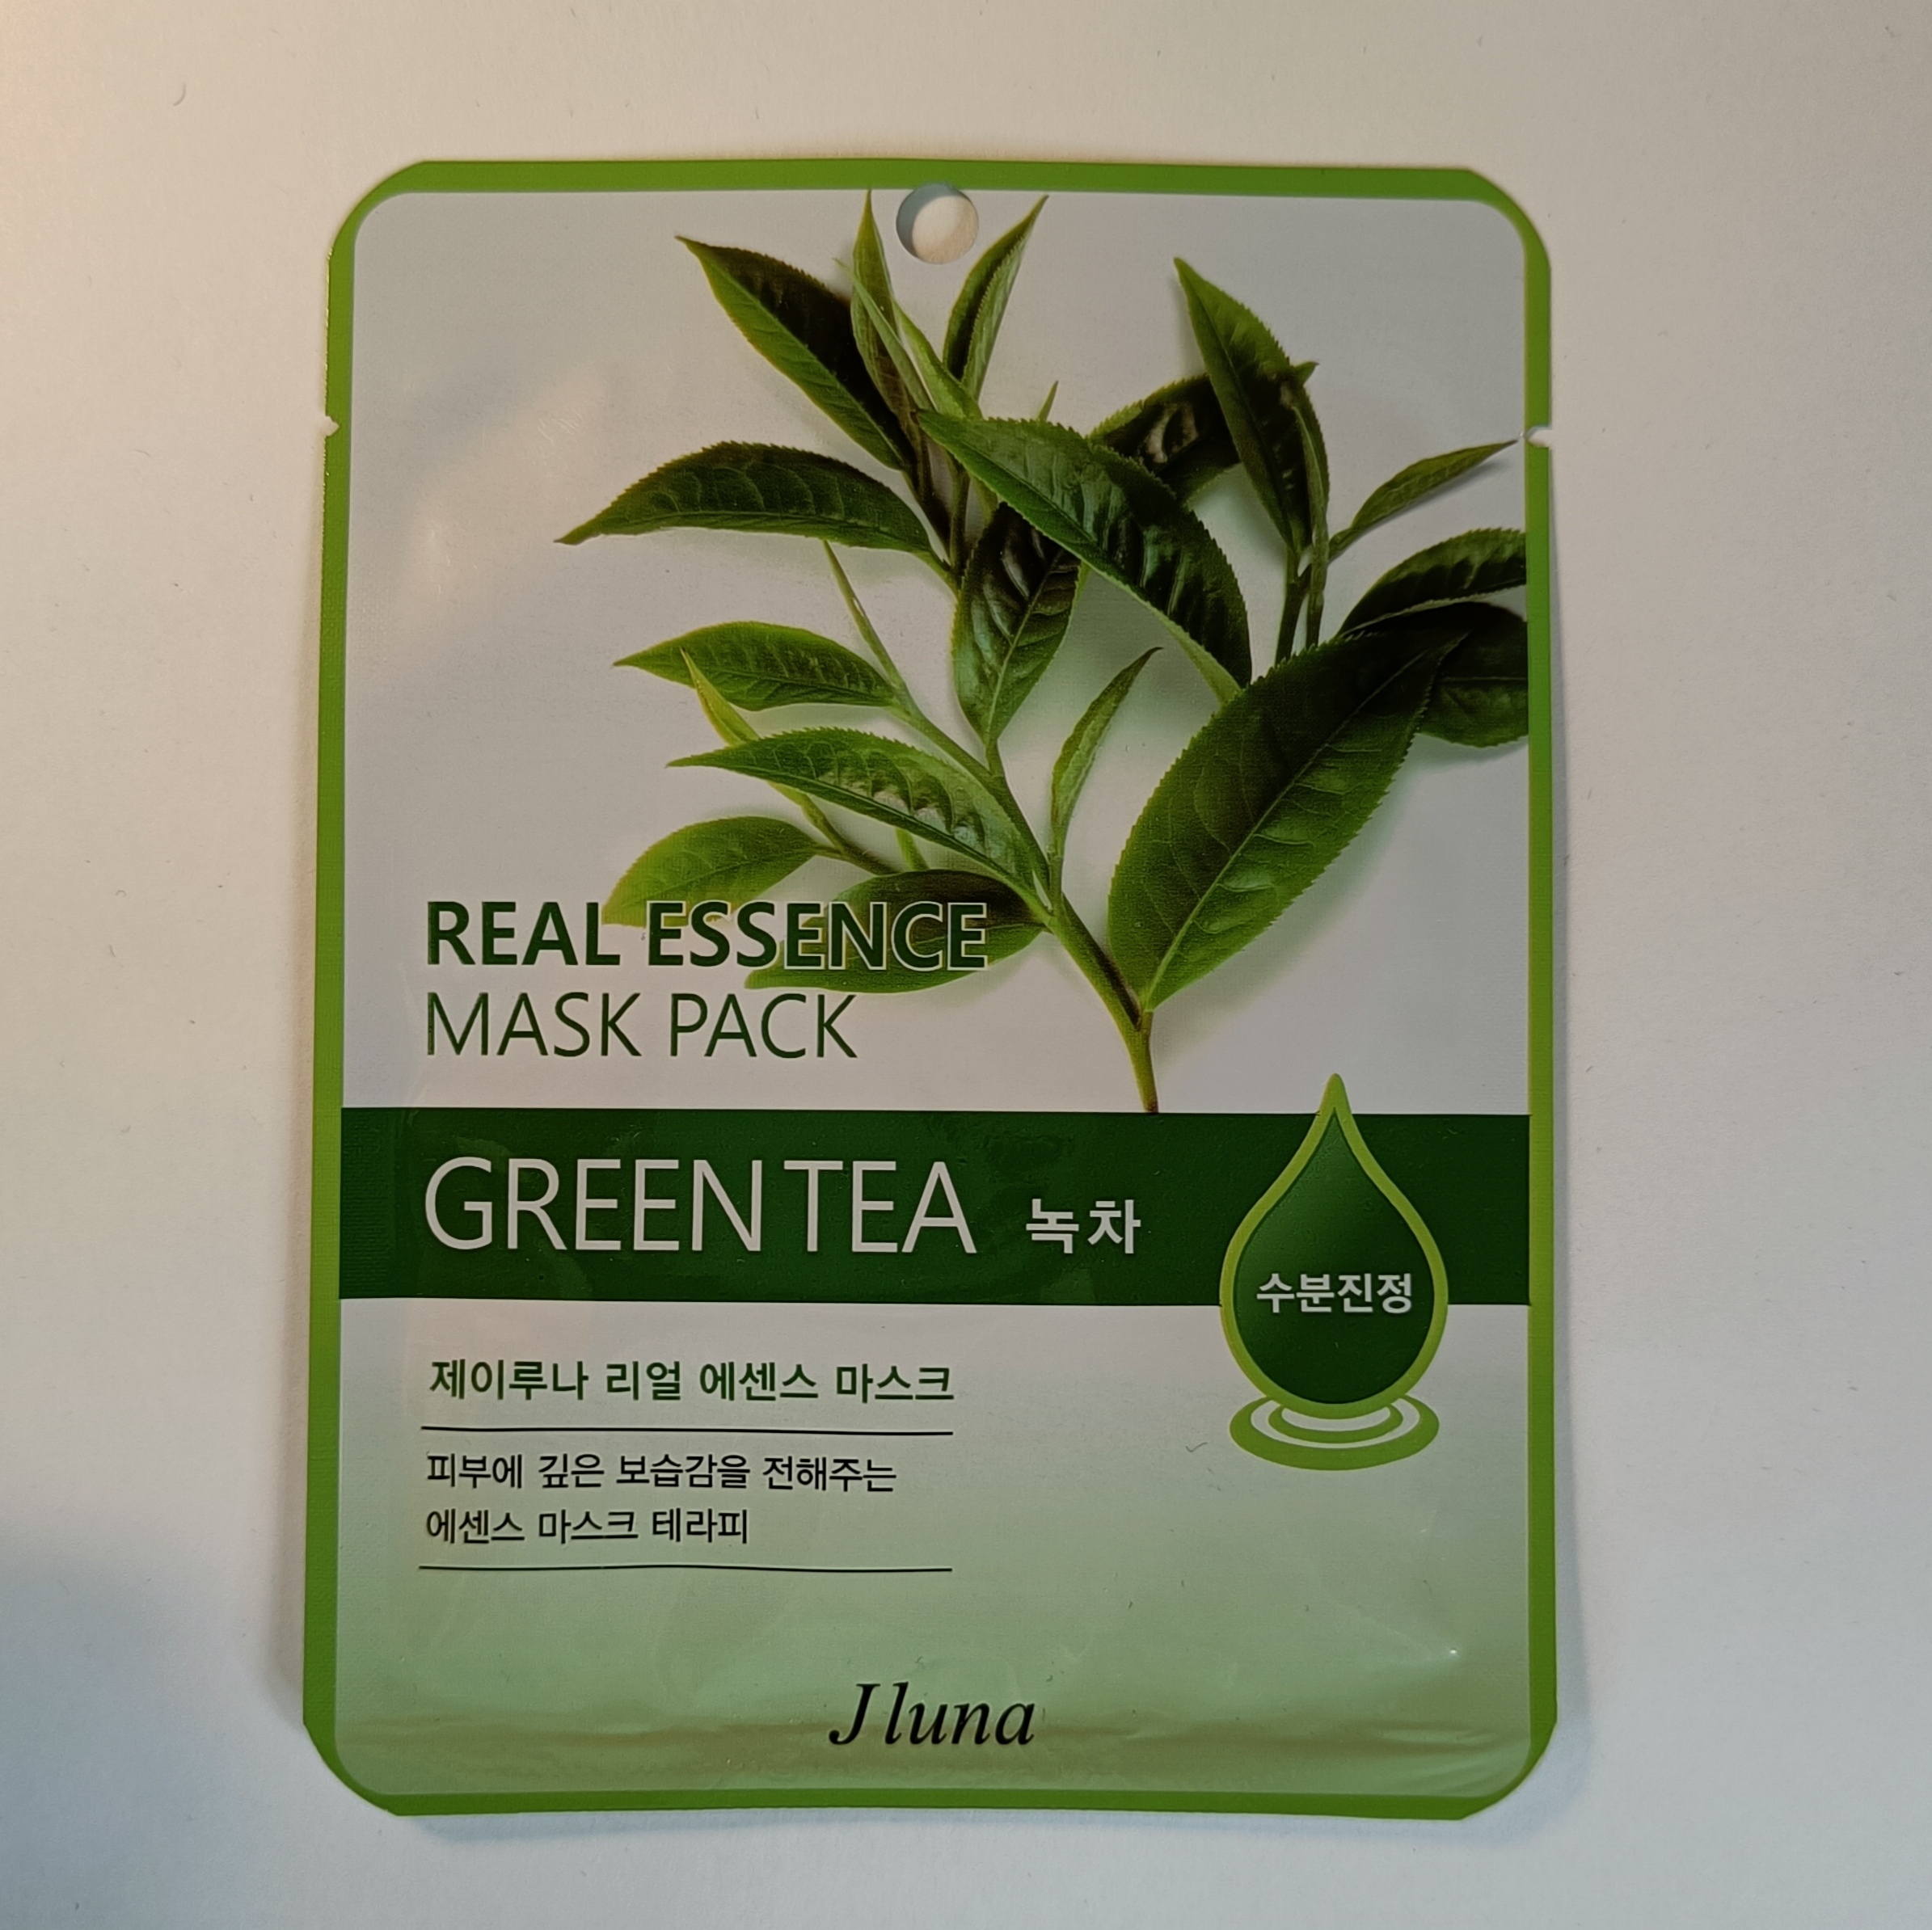 REAL ESSENCE
MASK PACK
GREEN TEA 녹차
수분진정
제이루나 리얼 에센스 마스크
피부에 깊은 보습감을 전해주는
에센스 마스크 테라피
Jluna